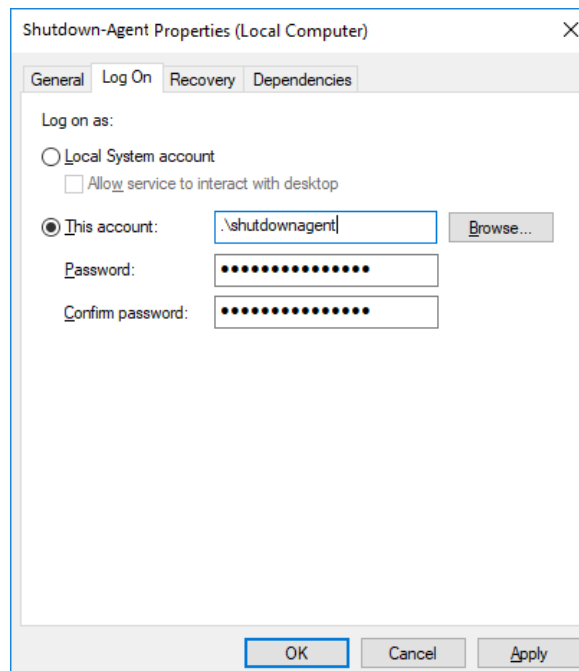 Shutdown-Agent Properties (Local Computer)
General Log On Recovery Dependencies
Log on as:
Local System account
Allow service to interact with desktop
This account: .\shutdownagent Browse...
Password: ●●●●●●●●●●●●●●●
Confirm password: ●●●●●●●●●●●●●●●
OK Cancel Apply